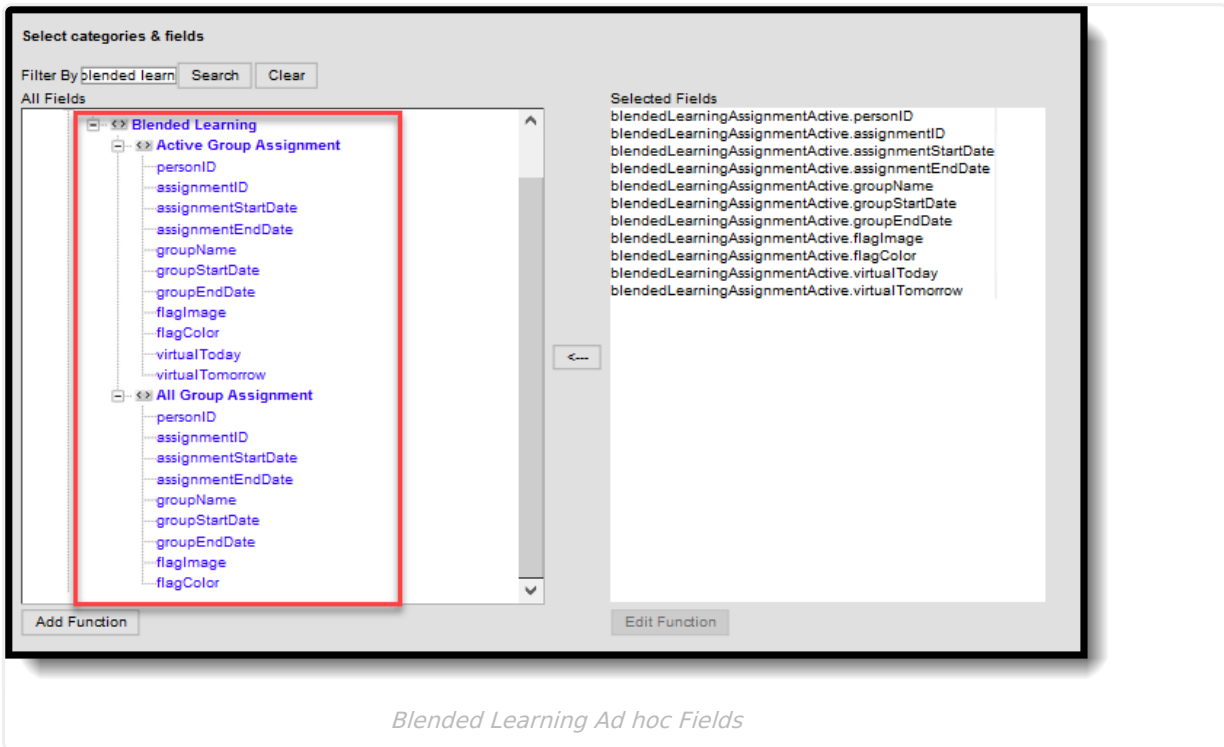 Select categories & fields
Filter By blended learn Search Clear
All Fields
Blended Learning
Active Group Assignment
personID
assignmentID
assignmentStartDate
assignmentEndDate
groupName
groupStartDate
groupEndDate
flagImage
flagColor
virtualToday
virtualTomorrow
All Group Assignment
personID
assignmentID
assignmentStartDate
assignmentEndDate
groupName
groupStartDate
groupEndDate
flagImage
flagColor
Add Function
<---
Selected Fields
blendedLearningAssignmentActive.personID
blendedLearningAssignmentActive.assignmentID
blendedLearningAssignmentActive.assignmentStartDate
blendedLearningAssignmentActive.assignmentEndDate
blendedLearningAssignmentActive.groupName
blendedLearningAssignmentActive.groupStartDate
blendedLearningAssignmentActive.groupEndDate
blendedLearningAssignmentActive.flagImage
blendedLearningAssignmentActive.flagColor
blendedLearningAssignmentActive.virtualToday
blendedLearningAssignmentActive.virtualTomorrow
Edit Function
Blended Learning Ad hoc Fields